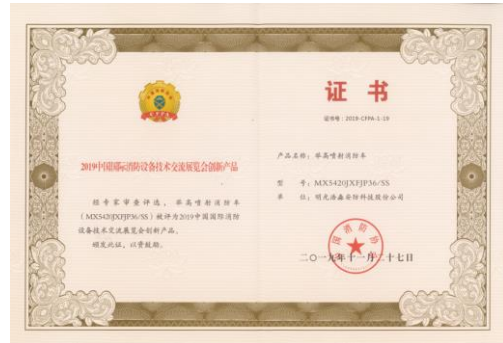 2019中国国际消防设备技术交流展览会创新产品
经专家审查评选，举高喷射消防车
（MX5420JXFJP36/SS）被评为2019中国国际消防
设备技术交流展览会创新产品。
颁发此证，以资鼓励。
证书
证书号：2019-CFPA-1-19
产品名称：举高喷射消防车
型 号：MX5420JXFJP36/SS
单 位：明光浩淼安防科技股份公司
二〇一九年十一月二十七日